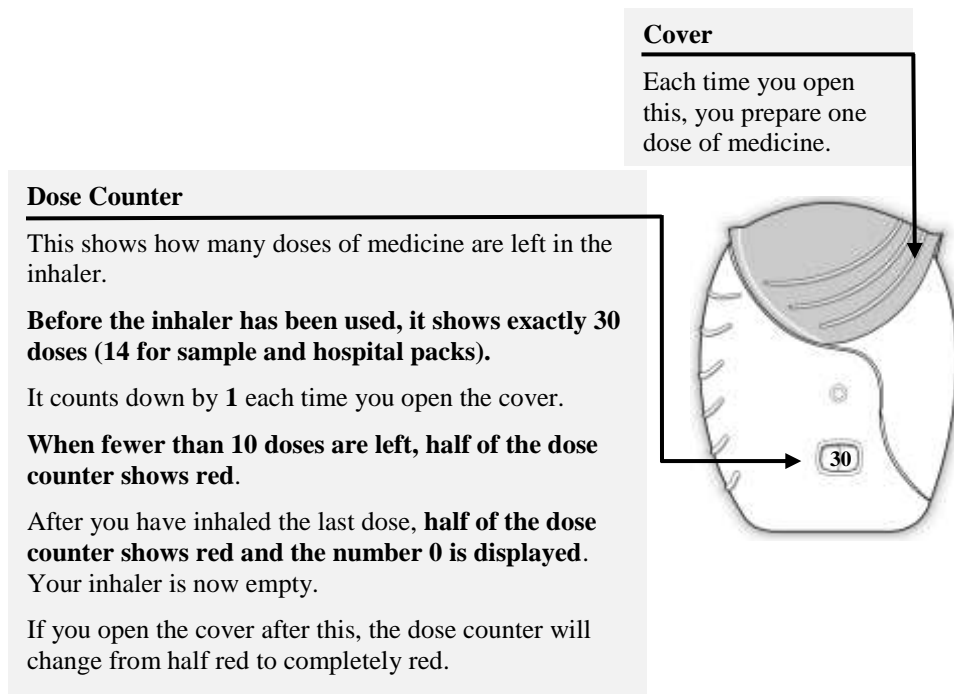 Cover
Each time you open
this, you prepare one
dose of medicine.
Dose Counter
This shows how many doses of medicine are left in the
inhaler.
Before the inhaler has been used, it shows exactly 30
doses (14 for sample and hospital packs).
It counts down by 1 each time you open the cover.
When fewer than 10 doses are left, half of the dose
counter shows red.
After you have inhaled the last dose, half of the dose
counter shows red and the number 0 is displayed.
Your inhaler is now empty.
If you open the cover after this, the dose counter will
change from half red to completely red.
30